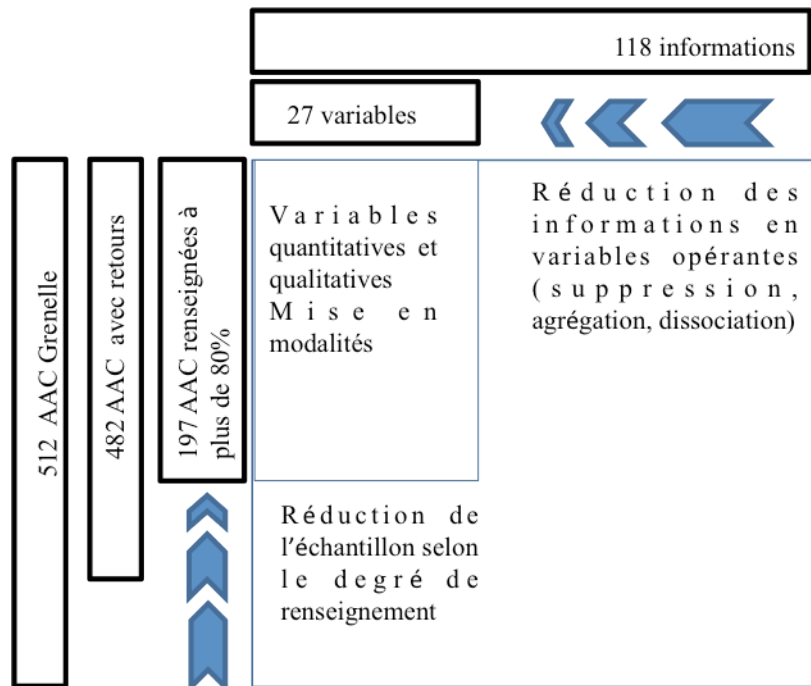 118 informations
27 variables
512 AAC Grenelle
482 AAC avec retours
197 AAC renseignées à
plus de 80%
Variables
quantitatives et
qualitatives
Mise en
modalités
Réduction des
informations en
variables opérantes
(suppression,
agrégation, dissociation)
Réduction de
l'échantillon selon
le degré de
renseignement